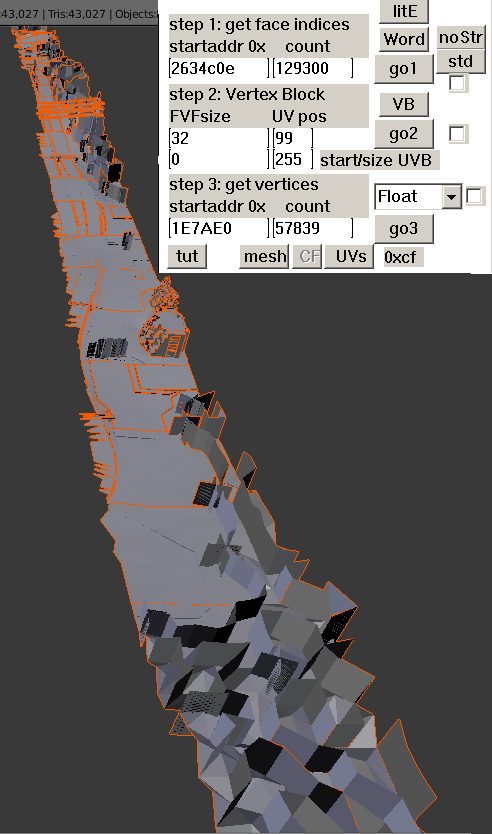 :43,027 | Tris:43,027 | Objects:
litE
step 1: get face indices
startaddr 0x count
Word
noStr
2634c0e
129300
go1
std
step 2: Vertex Block
VB
FVFsize UV pos
32
99
go2
0
255
start/size UVB
step 3: get vertices
startaddr 0x count
Float
1E7AE0
57839
go3
tut
mesh
CF
UVs
0xcf